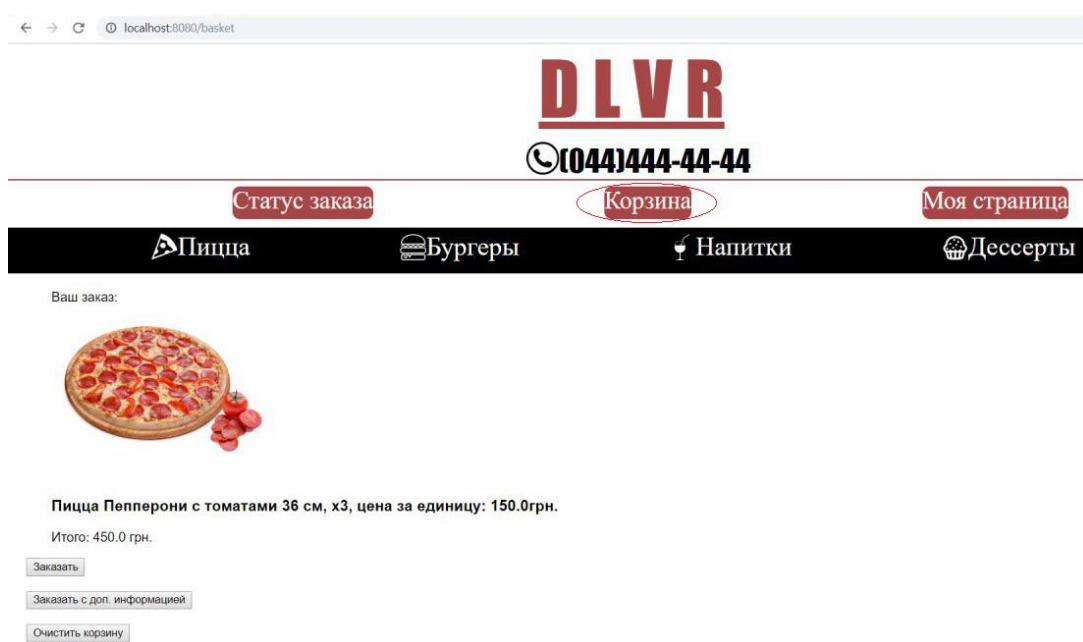 localhost:8080/basket
D L V R
(044)444-44-44
Статус заказа Корзина Моя страница
Пицца Бургеры Напитки Дессерты
Ваш заказ:
Пицца Пепперони с томатами 36 см, x3, цена за единицу: 150.0грн.
Итого: 450.0 грн.
Заказать
Заказать с доп. информацией
Очистить корзину